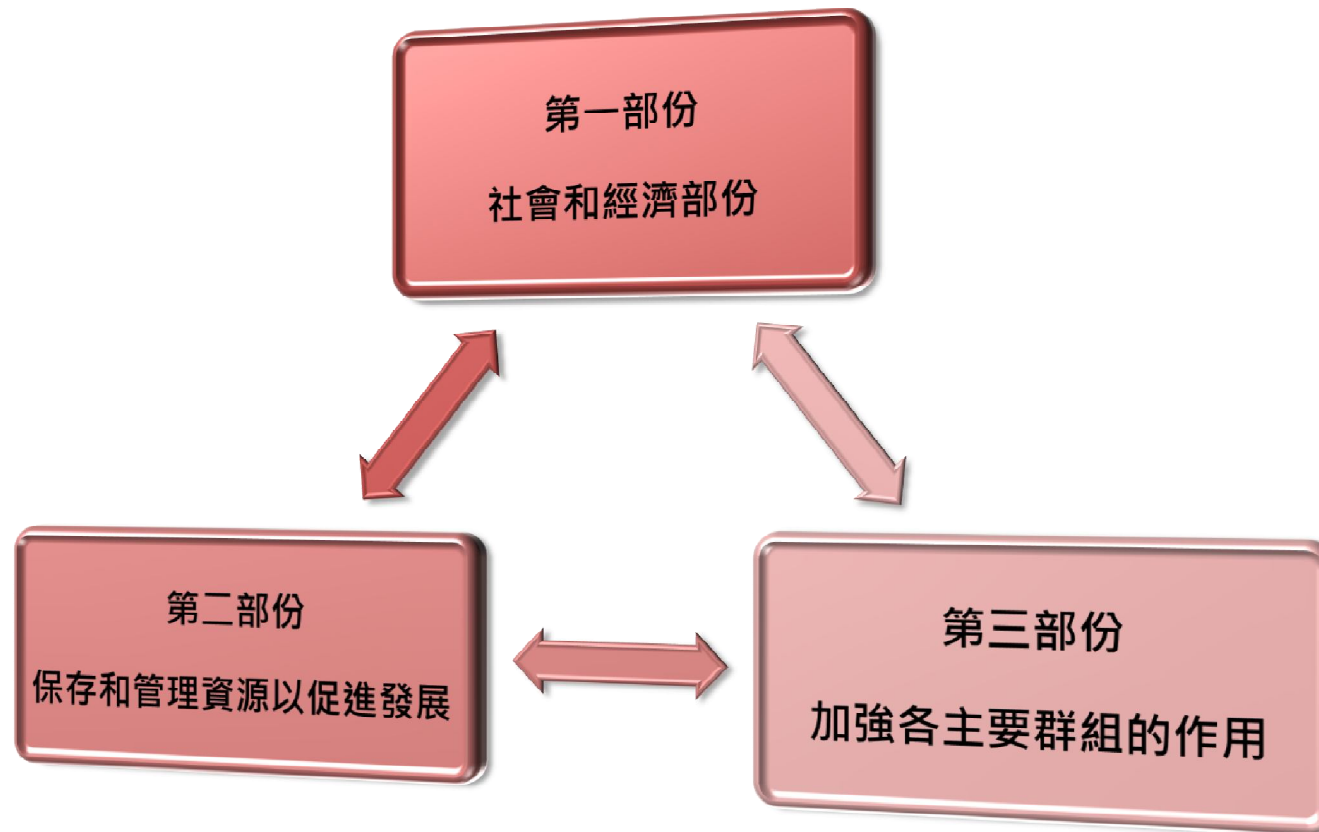 第一部份
社會和經濟部份
第二部份
保存和管理資源以促進發展
第三部份
加強各主要群組的作用